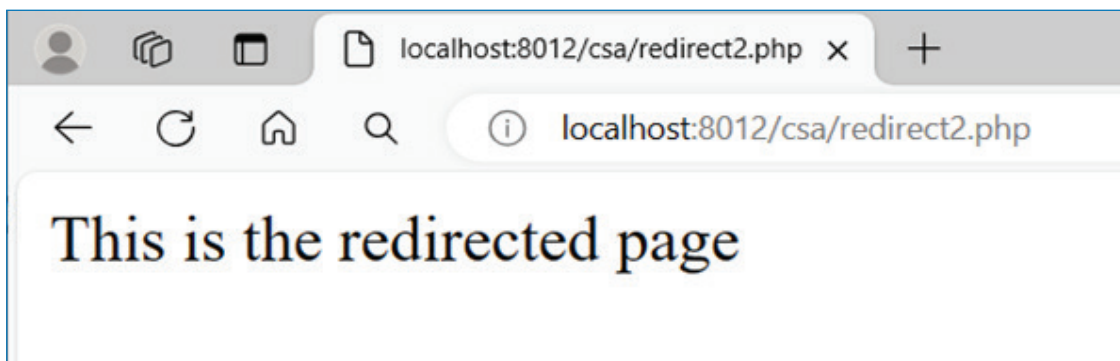 localhost:8012/csa/redirect2.php
localhost:8012/csa/redirect2.php
This is the redirected page